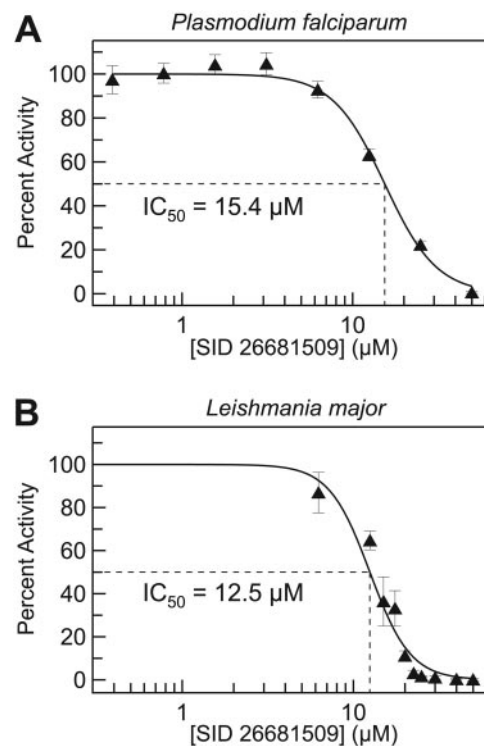 A
Plasmodium falciparum
Percent Activity
100
80
60
40
20
0
IC50 = 15.4 µM
1
10
[SID 26681509] (µM)
B
Leishmania major
Percent Activity
100
80
60
40
20
0
IC50 = 12.5 µM
1
10
[SID 26681509] (µM)